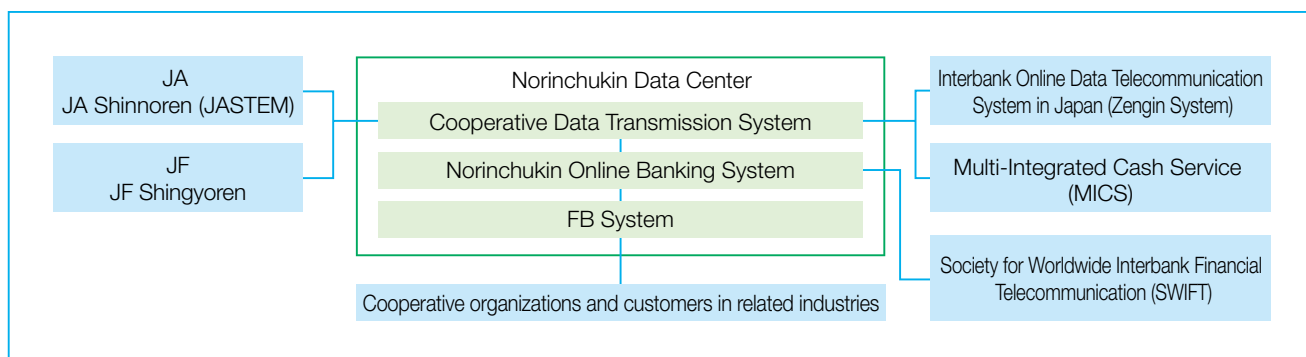 JA
JA Shinnoren (JASTEM)
JF
JF Shingyoren
Norinchukin Data Center
Cooperative Data Transmission System
Norinchukin Online Banking System
FB System
Cooperative organizations and customers in related industries
Interbank Online Data Telecommunication
System in Japan (Zengin System)
Multi-Integrated Cash Service
(MICS)
Society for Worldwide Interbank Financial
Telecommunication (SWIFT)